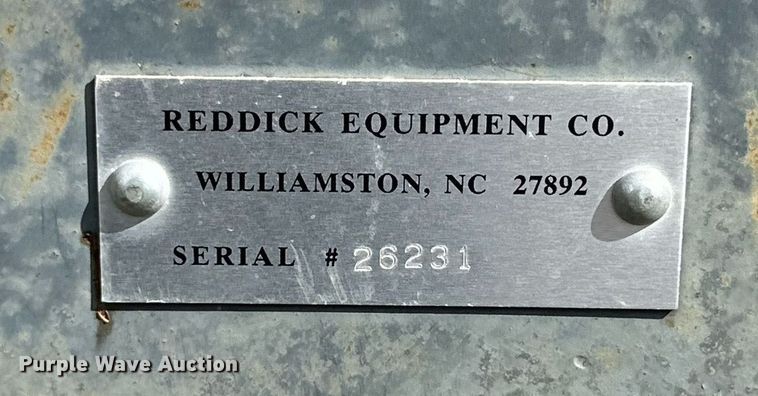 REDDICK EQUIPMENT CO.
WILLIAMSTON, NC 27892
SERIAL # 26231
Purple Wave Auction